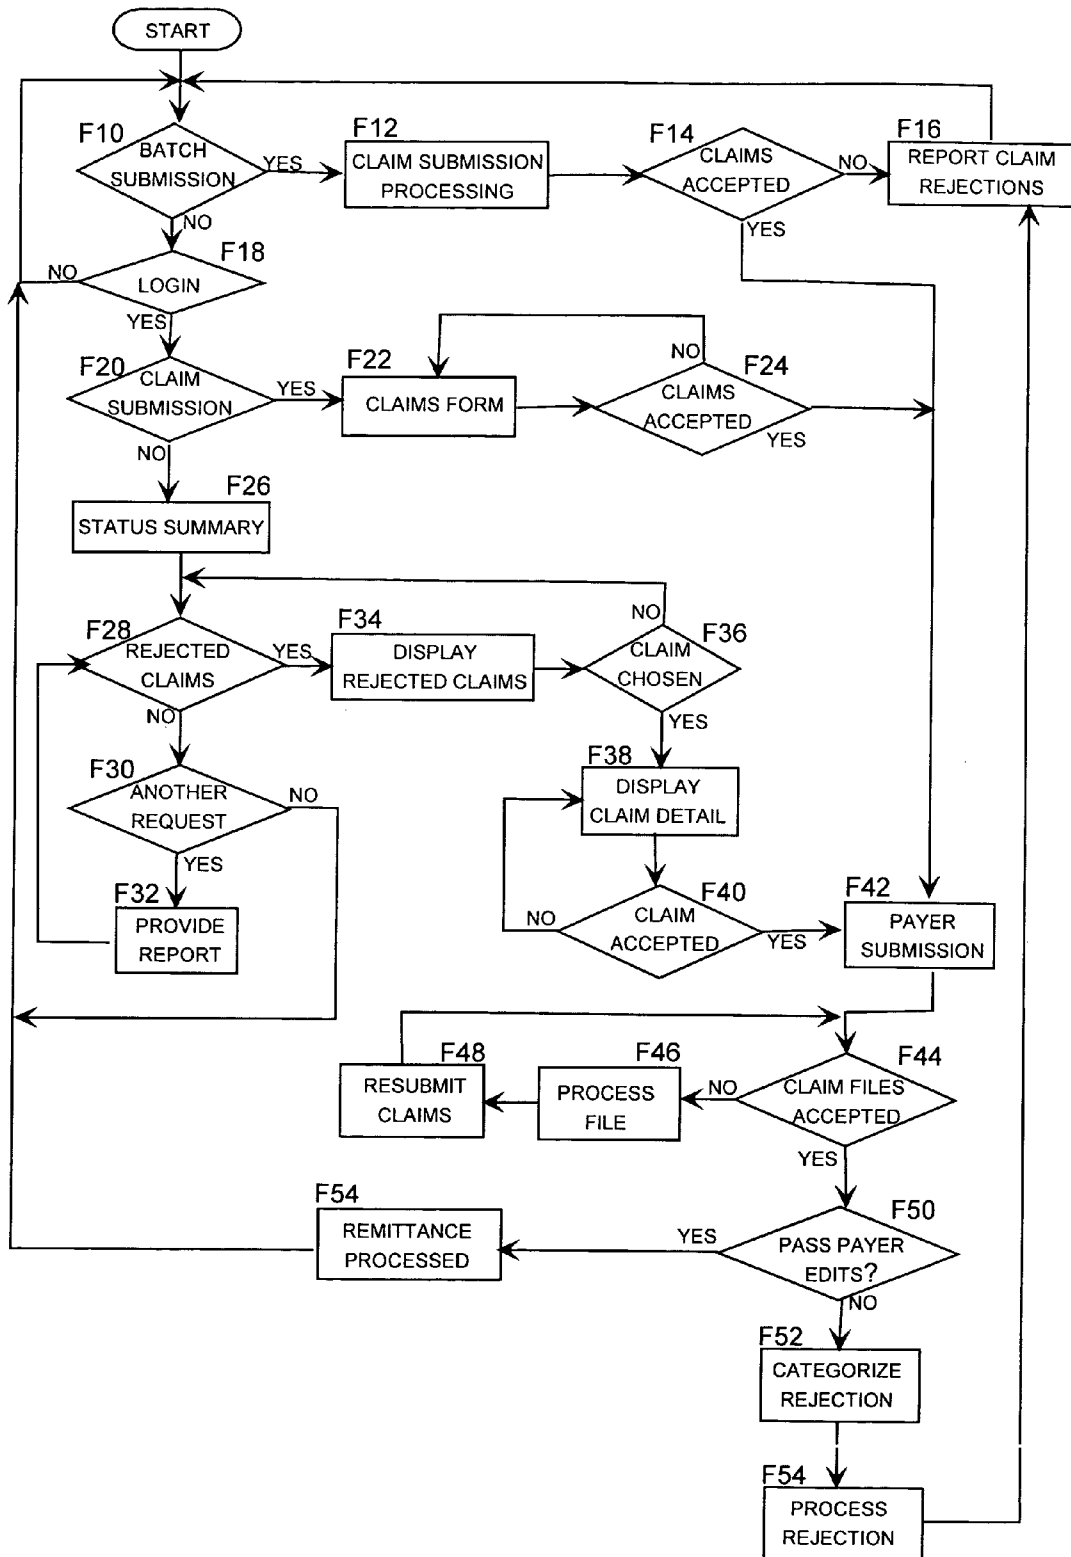 START
F10
BATCH
SUBMISSION
YES
NO
F12
CLAIM SUBMISSION
PROCESSING
F14
CLAIMS
ACCEPTED
NO
YES
F16
REPORT CLAIM
REJECTIONS
F18
LOGIN
NO
YES
F20
CLAIM
SUBMISSION
YES
NO
F22
CLAIMS FORM
F24
CLAIMS
ACCEPTED
NO
YES
F26
STATUS SUMMARY
F28
REJECTED
CLAIMS
YES
NO
F34
DISPLAY
REJECTED CLAIMS
F36
CLAIM
CHOSEN
NO
YES
F30
ANOTHER
REQUEST
NO
YES
F32
PROVIDE
REPORT
F38
DISPLAY
CLAIM DETAIL
F40
CLAIM
ACCEPTED
NO
YES
F42
PAYER
SUBMISSION
F44
CLAIM FILES
ACCEPTED
NO
YES
F46
PROCESS
FILE
F48
RESUBMIT
CLAIMS
F50
PASS PAYER
EDITS?
YES
NO
F54
REMITTANCE
PROCESSED
F52
CATEGORIZE
REJECTION
F54
PROCESS
REJECTION